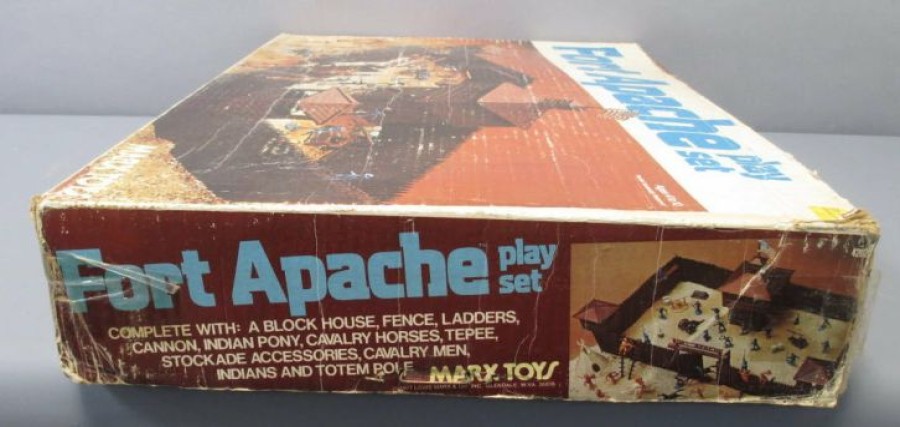 Fort Apache
play
set
Fort Apache
play
set
COMPLETE WITH: A BLOCK HOUSE, FENCE, LADDERS,
CANNON, INDIAN PONY, CAVALRY HORSES, TEPEE,
STOCKADE ACCESSORIES, CAVALRY MEN,
INDIANS AND TOTEM POLE
MARX TOYS